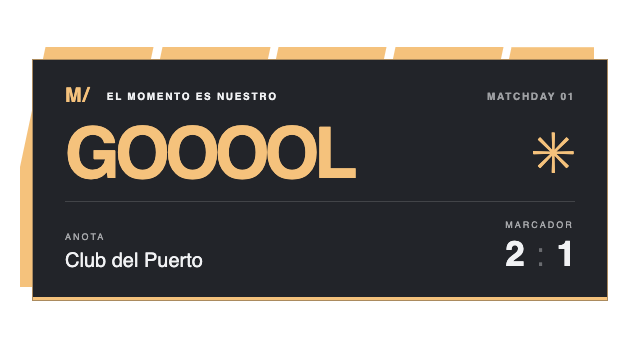 M/ EL MOMENTO ES NUESTRO
MATCHDAY 01
GOOOOL
ANOTA
Club del Puerto
MARCADOR
2 : 1